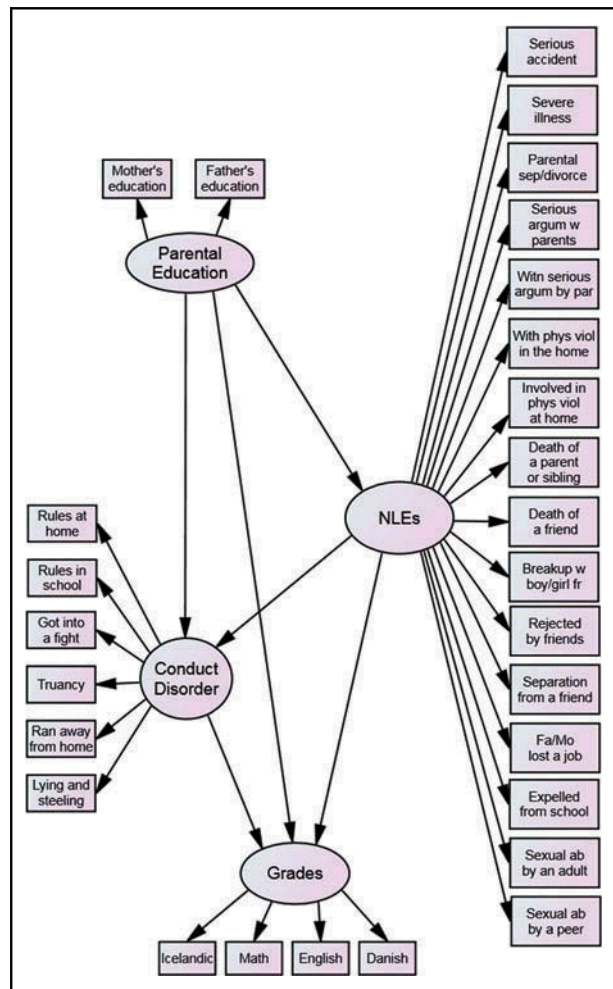 Serious
accident
Severe
illness
Mother's
education
Father's
education
Parental
sep/divorce
Serious
argum w
parents
Parental
Education
Witn serious
argum by par
With phys viol
in the home
Involved in
phys viol
at home
Death of
a parent
or sibling
NLEs
Death of
a friend
Rules at
home
Breakup w
boy/girl fr
Rules in
school
Rejected
by friends
Got into
a fight
Conduct
Disorder
Separation
from a friend
Truancy
Ran away
from home
Fa/Mo
lost a job
Lying and
steeling
Expelled
from school
Grades
Sexual ab
by an adult
Sexual ab
by a peer
Icelandic
Math
English
Danish